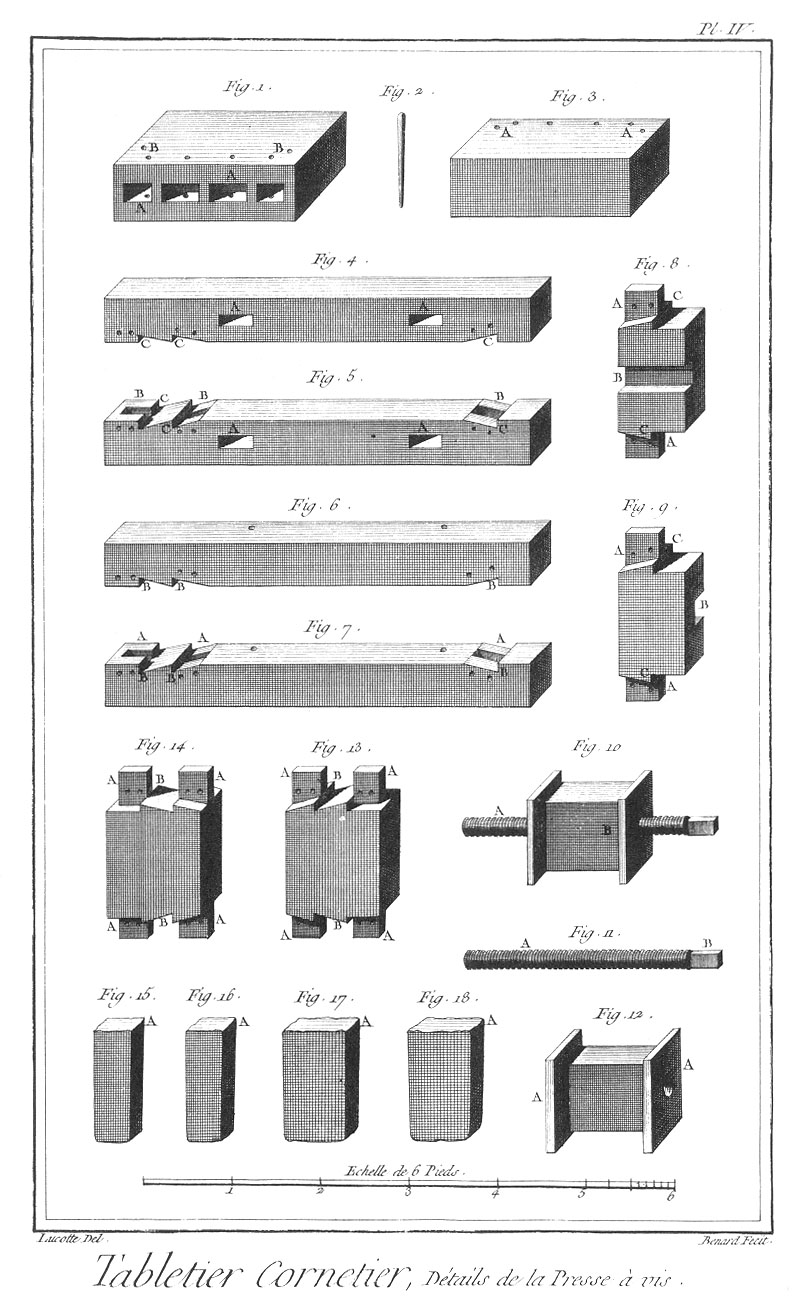 Pl. IV.
Fig. 1.
Fig. 2.
Fig. 3.
B
B
A
A
A
A
Fig. 4
Fig. 8.
A
A
C
C
C
A
C
B
C
A
Fig. 5
B
C
B
B
C
A
A
C
Fig. 6
Fig. 9.
B
B
B
A
C
B
C
A
Fig. 7.
A
A
A
B
B
B
Fig. 14.
Fig. 13.
Fig. 10
A
B
A
A
B
A
A
B
A
B
A
A
B
A
Fig. 11.
A
B
Fig. 15.
Fig. 16.
Fig. 17.
Fig. 18.
Fig. 12.
A
A
A
A
A
A
Echelle de 6 Pieds.
1 2 3 4 5 6
Lucotte Del.
Benard Fecit.
Tabletier Cornetier, Détails de la Presse à vis.